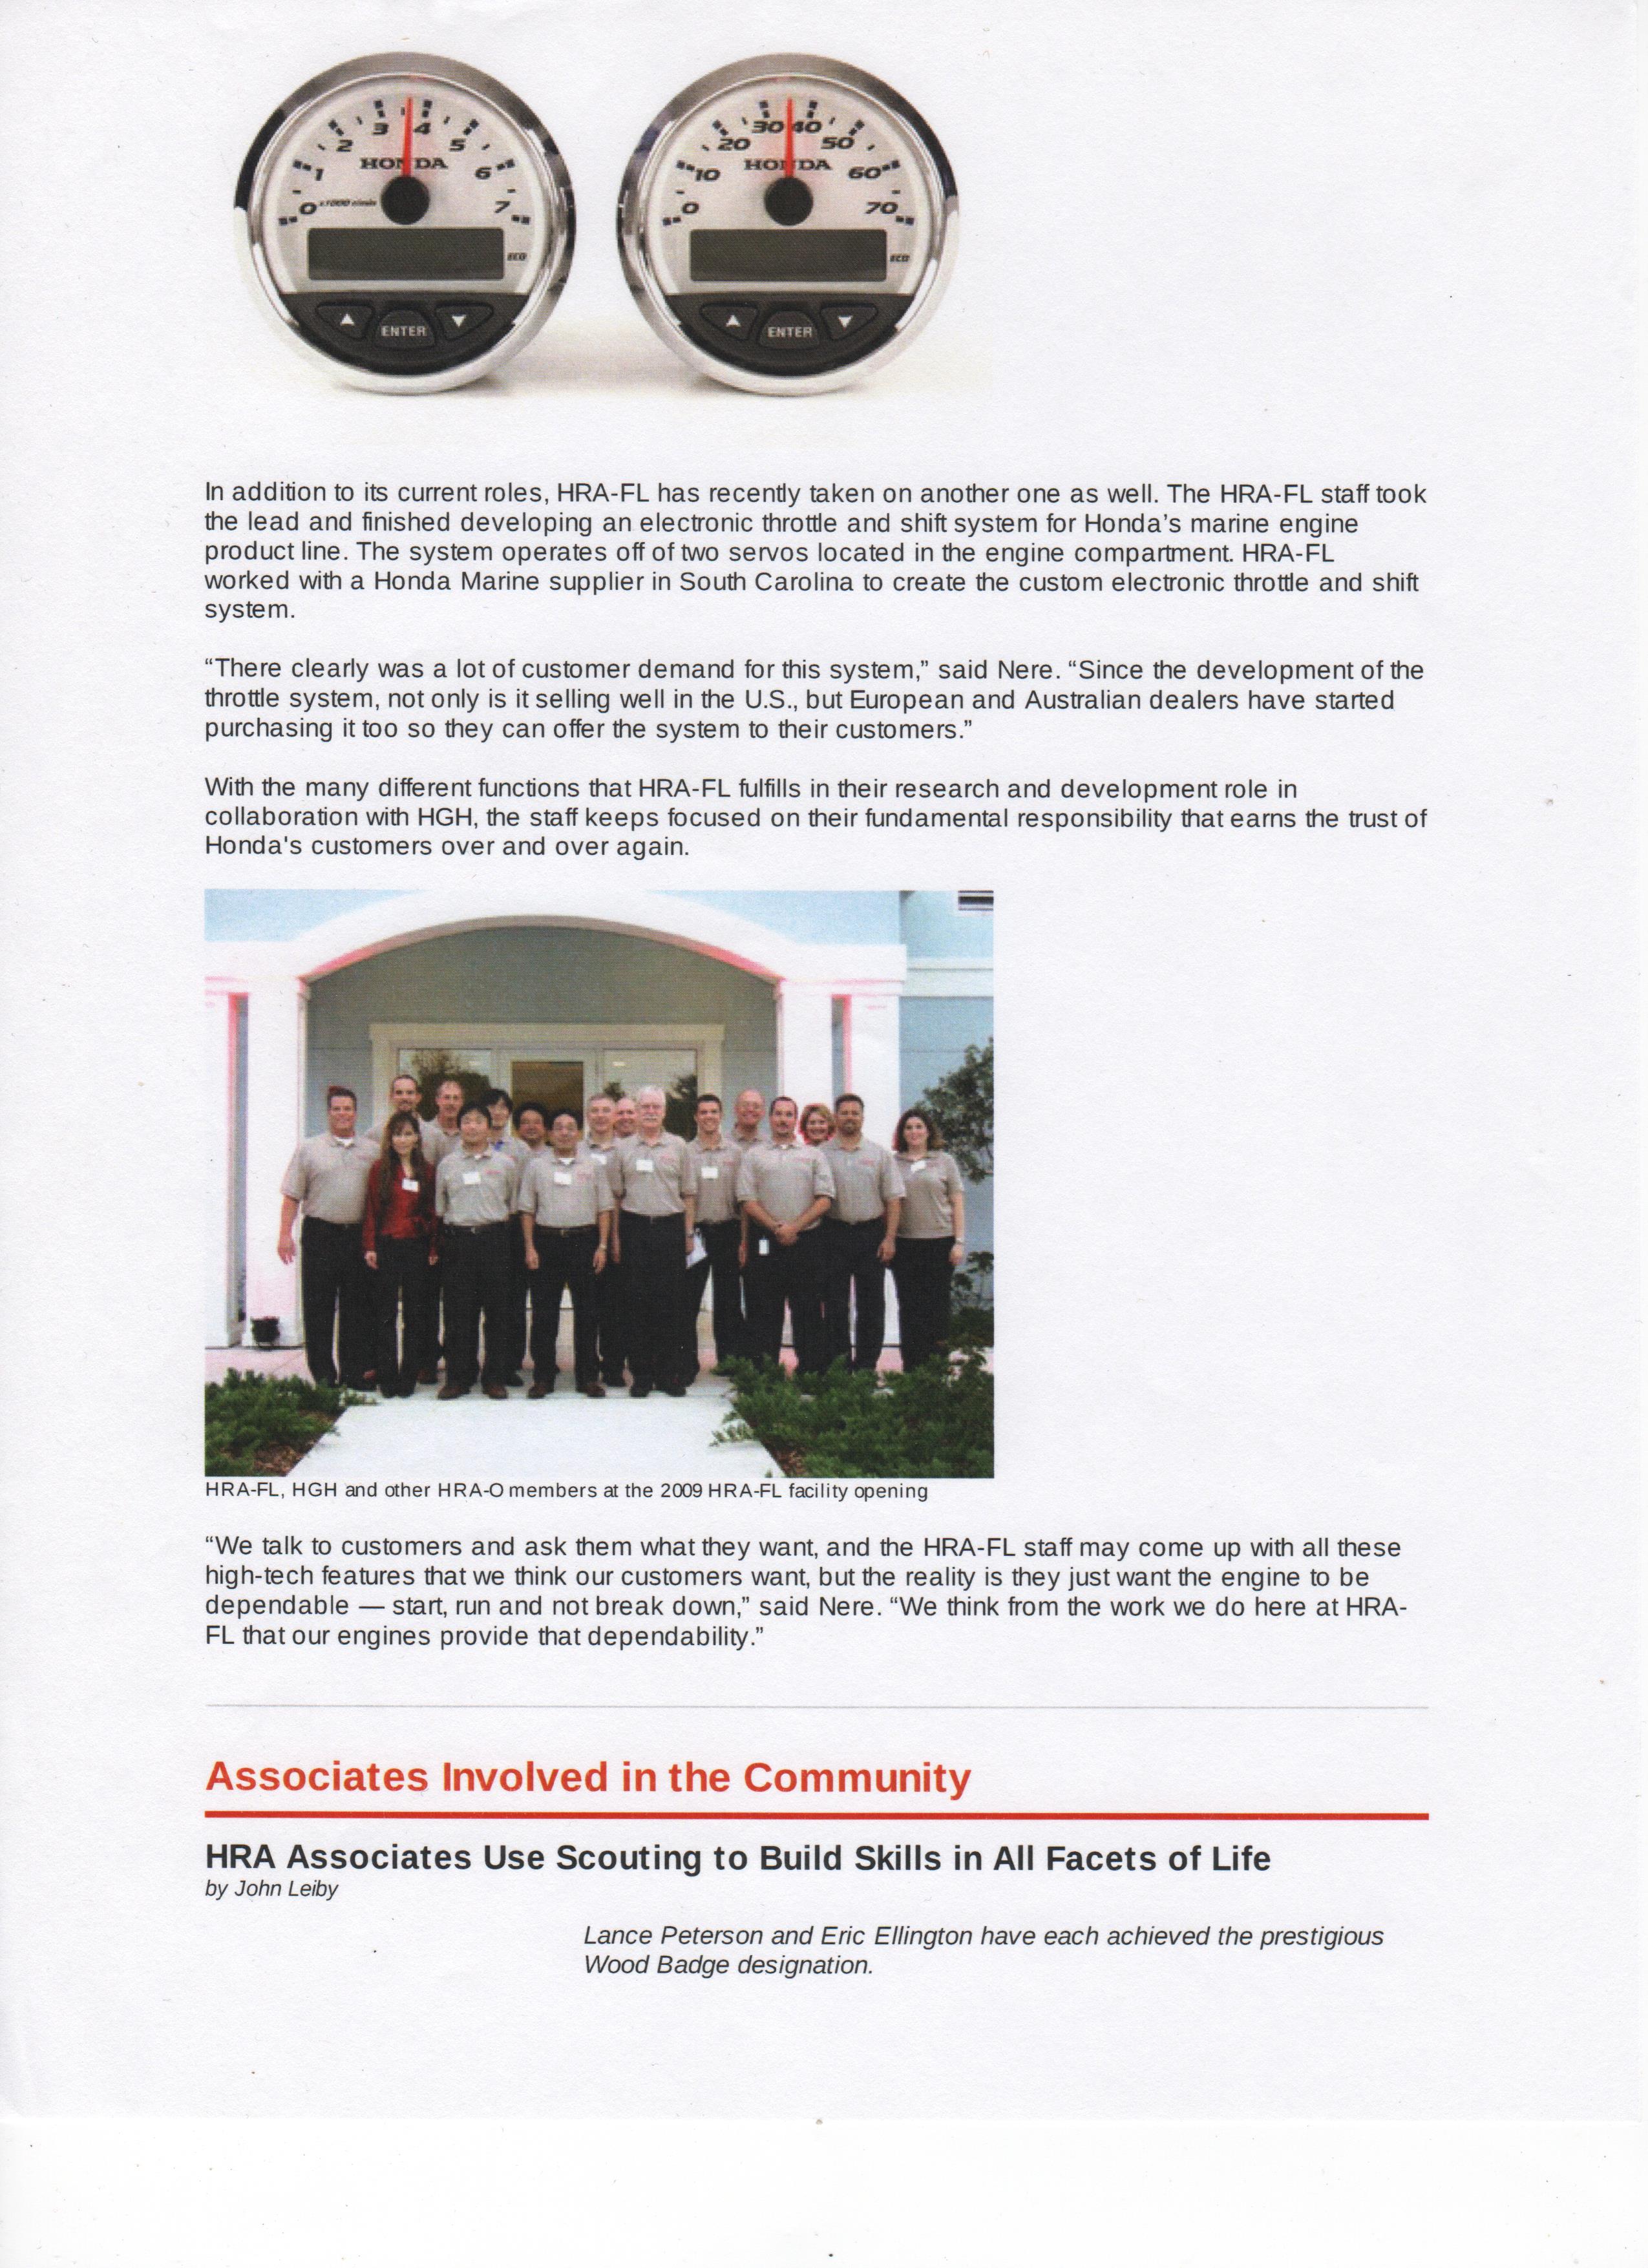 0 1 2 3 4 5 6 7
HONDA
x1000 r/min
ECO
ENTER
0 10 20 30 40 50 60 70
HONDA
ECO
ENTER
In addition to its current roles, HRA-FL has recently taken on another one as well. The HRA-FL staff took
the lead and finished developing an electronic throttle and shift system for Honda’s marine engine
product line. The system operates off of two servos located in the engine compartment. HRA-FL
worked with a Honda Marine supplier in South Carolina to create the custom electronic throttle and shift
system.
“There clearly was a lot of customer demand for this system,” said Nere. “Since the development of the
throttle system, not only is it selling well in the U.S., but European and Australian dealers have started
purchasing it too so they can offer the system to their customers.”
With the many different functions that HRA-FL fulfills in their research and development role in
collaboration with HGH, the staff keeps focused on their fundamental responsibility that earns the trust of
Honda's customers over and over again.
HRA-FL, HGH and other HRA-O members at the 2009 HRA-FL facility opening
“We talk to customers and ask them what they want, and the HRA-FL staff may come up with all these
high-tech features that we think our customers want, but the reality is they just want the engine to be
dependable — start, run and not break down,” said Nere. “We think from the work we do here at HRA-
FL that our engines provide that dependability.”
Associates Involved in the Community
HRA Associates Use Scouting to Build Skills in All Facets of Life
by John Leiby
Lance Peterson and Eric Ellington have each achieved the prestigious
Wood Badge designation.